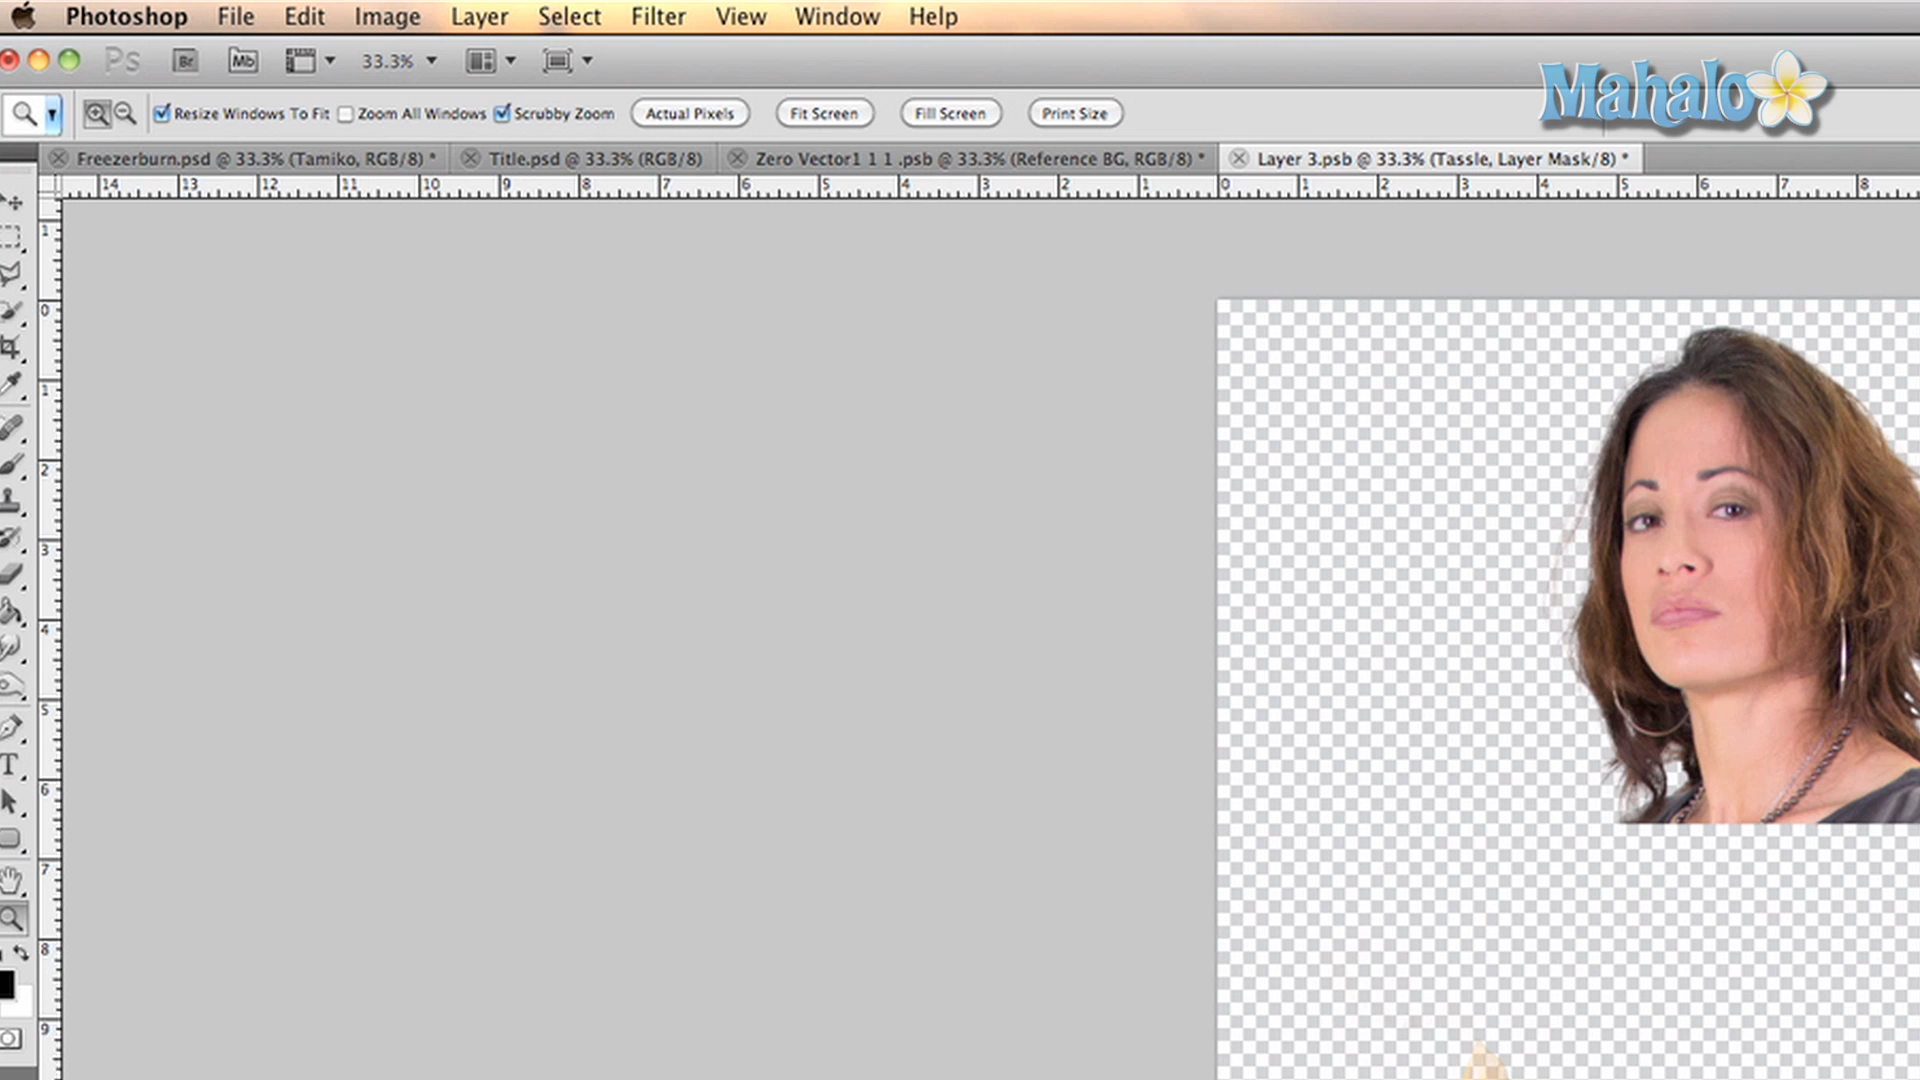 Photoshop File Edit Image Layer Select Filter View Window Help
Ps Br Mb 33.3%
Mahalo
Resize Windows To Fit Zoom All Windows Scrubby Zoom Actual Pixels Fit Screen Fill Screen Print Size
Freezerburn.psd @ 33.3% (Tamiko, RGB/8) * Title.psd @ 33.3% (RGB/8) Zero Vector1 1 1 .psb @ 33.3% (Reference BG, RGB/8) * Layer 3.psb @ 33.3% (Tassle, Layer Mask/8) *
14 13 12 11 10 9 8 7 6 5 4 3 2 1 0 1 2 3 4 5 6 7 8
1
0
1
2
3
4
5
6
7
8
9
T